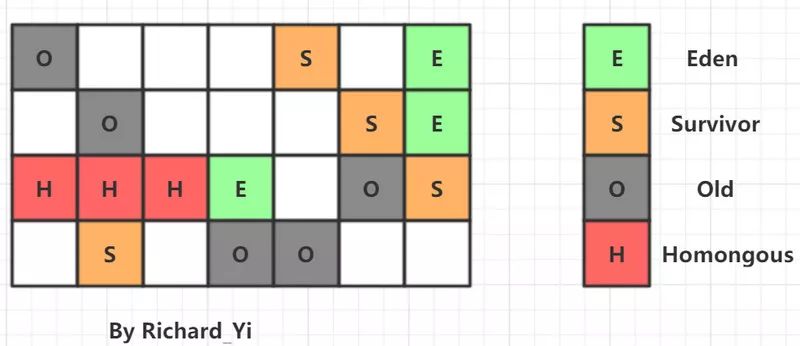 O S E E Eden
O S E S Survivor
H H H E O S O Old
S O O H Homongous
By Richard_Yi